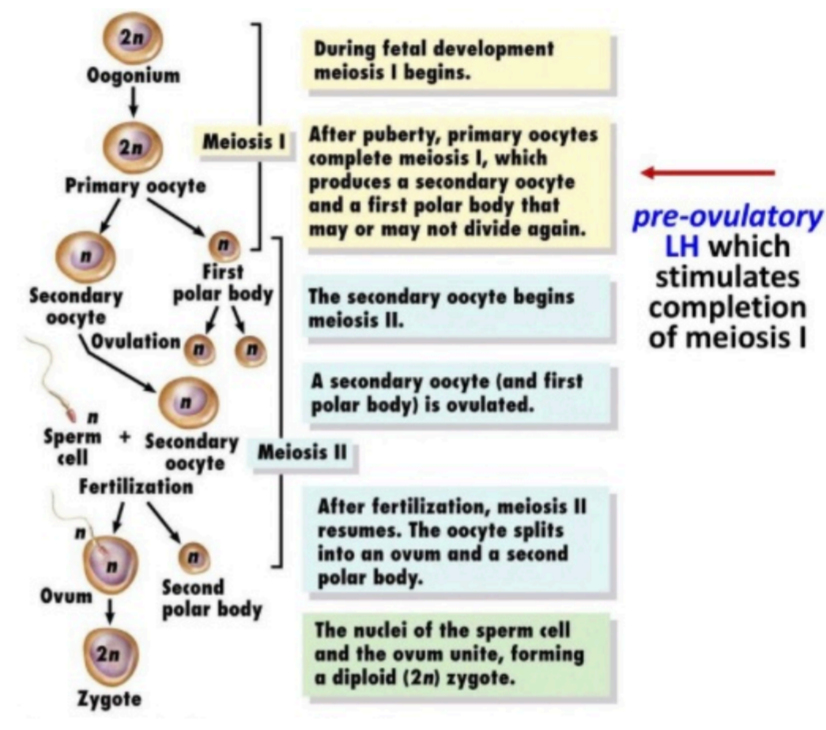 2n
Oogonium
2n
Primary oocyte
Meiosis I
n
Secondary
oocyte
n
First
polar body
Ovulation
n
n
n
Sperm
cell
+
n
Secondary
oocyte
Fertilization
Meiosis II
n
n
Ovum
n
Second
polar body
2n
Zygote
During fetal development
meiosis I begins.
After puberty, primary oocytes
complete meiosis I, which
produces a secondary oocyte
and a first polar body that
may or may not divide again.
The secondary oocyte begins
meiosis II.
A secondary oocyte (and first
polar body) is ovulated.
After fertilization, meiosis II
resumes. The oocyte splits
into an ovum and a second
polar body.
The nuclei of the sperm cell
and the ovum unite, forming
a diploid (2n) zygote.
pre-ovulatory
LH which
stimulates
completion
of meiosis I